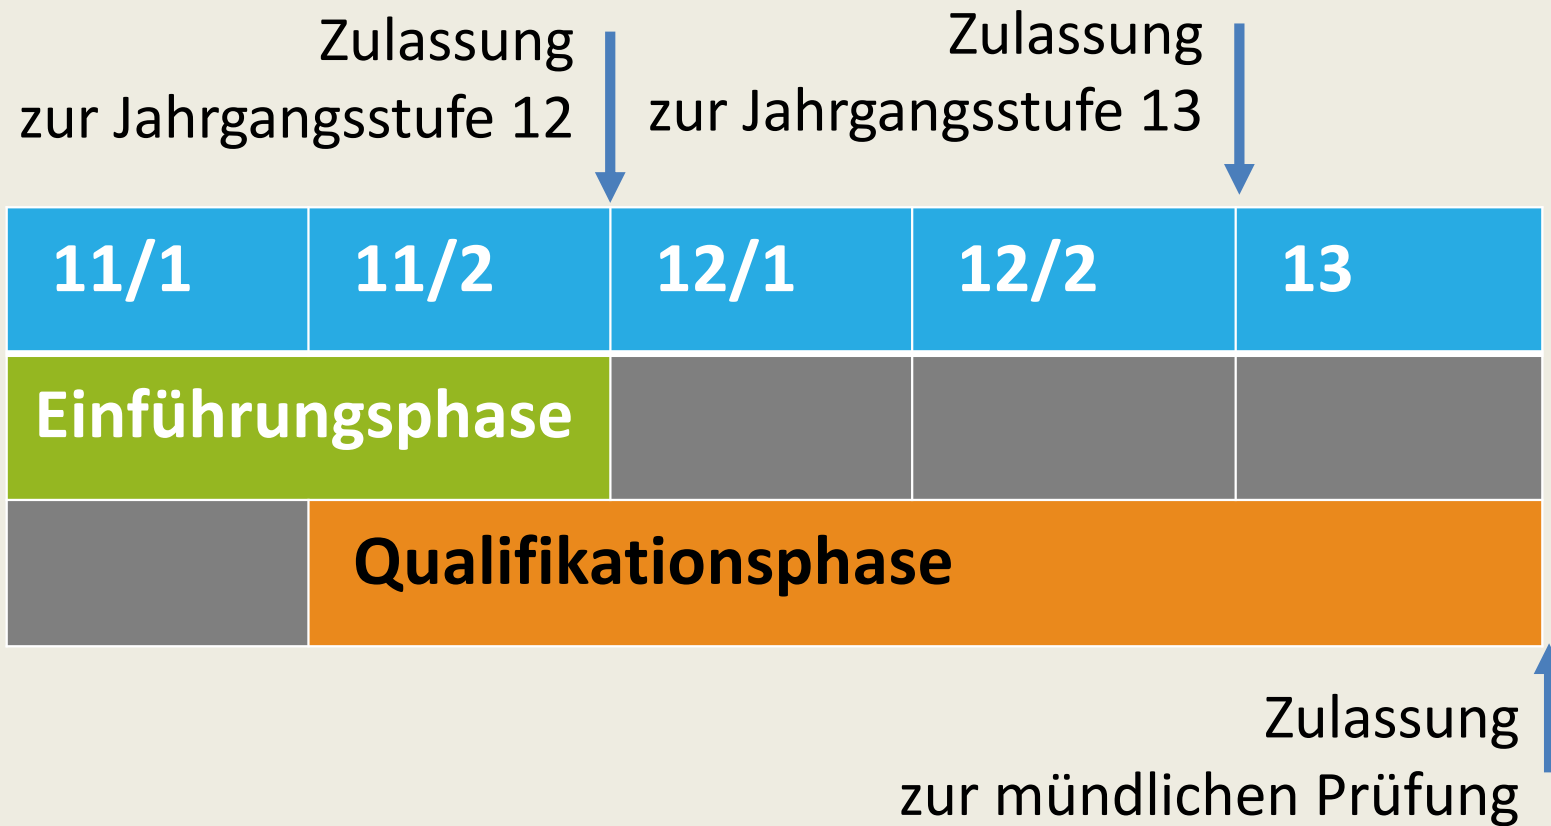 Zulassung
zur Jahrgangsstufe 12
Zulassung
zur Jahrgangsstufe 13
11/1 11/2 12/1 12/2 13
Einführungsphase
Qualifikationsphase
Zulassung
zur mündlichen Prüfung